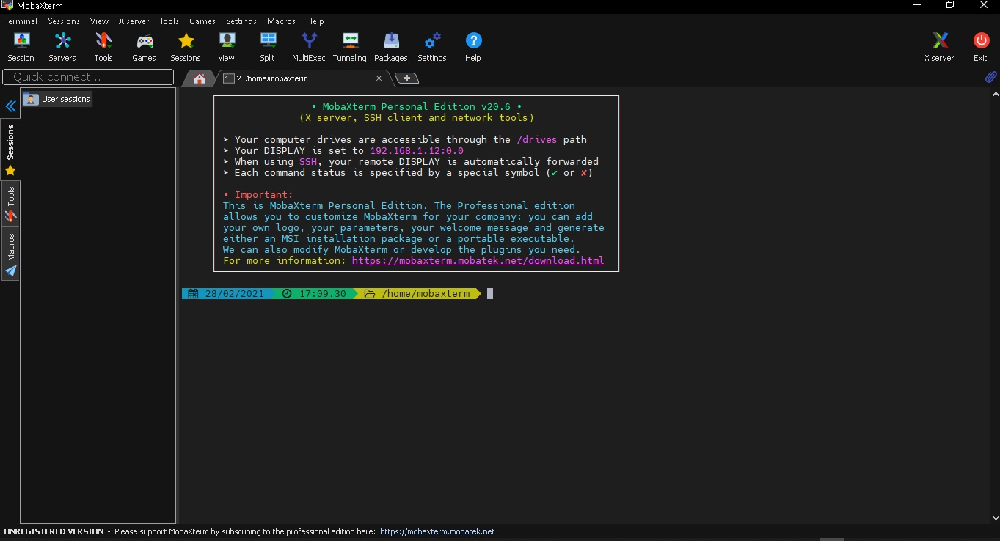 MobaXterm
Terminal Sessions View X server Tools Games Settings Macros Help
Session Servers Tools Games Sessions View Split MultiExec Tunneling Packages Settings Help X server Exit
Quick connect...
2. /home/mobaxterm
User sessions
Sessions
Tools
Macros
• MobaXterm Personal Edition v20.6 •
(X server, SSH client and network tools)
➤ Your computer drives are accessible through the /drives path
➤ Your DISPLAY is set to 192.168.1.12:0.0
➤ When using SSH, your remote DISPLAY is automatically forwarded
➤ Each command status is specified by a special symbol (✔ or ✘)
• Important:
This is MobaXterm Personal Edition. The Professional edition
allows you to customize MobaXterm for your company: you can add
your own logo, your parameters, your welcome message and generate
either an MSI installation package or a portable executable.
We can also modify MobaXterm or develop the plugins you need.
For more information: https://mobaxterm.mobatek.net/download.html
28/02/2021 17:09.30 /home/mobaxterm
UNREGISTERED VERSION - Please support MobaXterm by subscribing to the professional edition here: https://mobaxterm.mobatek.net